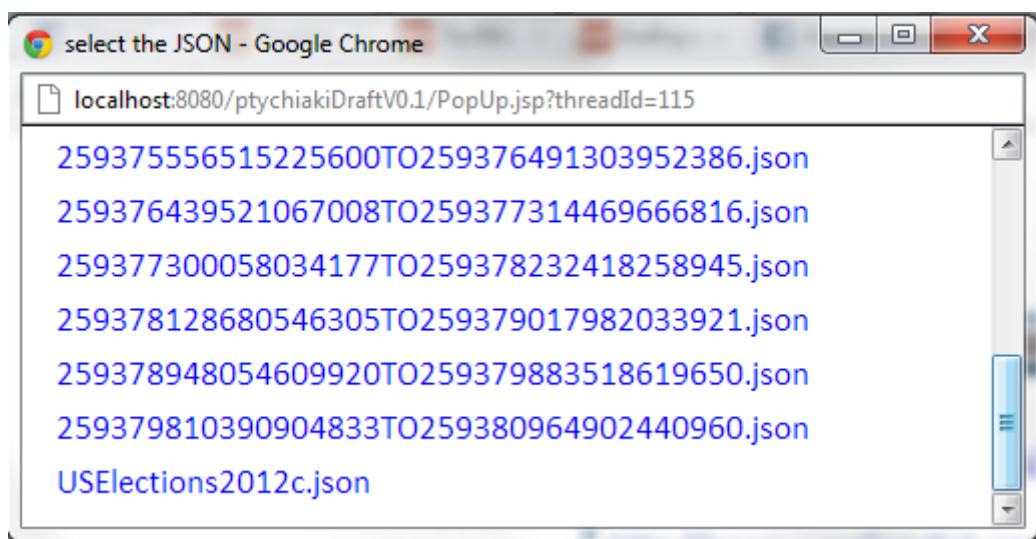 select the JSON - Google Chrome
localhost:8080/ptychiakiDraftV0.1/PopUp.jsp?threadId=115
259375556515225600TO259376491303952386.json
259376439521067008TO259377314469666816.json
259377300058034177TO259378232418258945.json
259378128680546305TO259379017982033921.json
259378948054609920TO259379883518619650.json
259379810390904833TO259380964902440960.json
USElections2012c.json